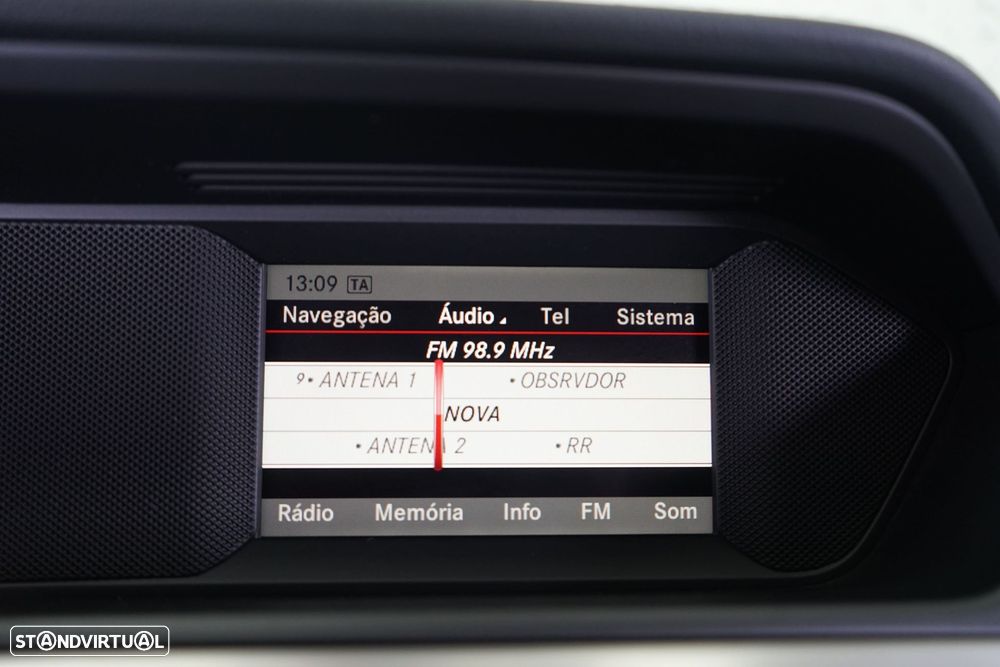 13:09 TA
Navegação Áudio Tel Sistema
FM 98.9 MHz
9• ANTENA 1 • OBSRVDOR
NOVA
• ANTENA 2 • RR
Rádio Memória Info FM Som
STANDVIRTUAL